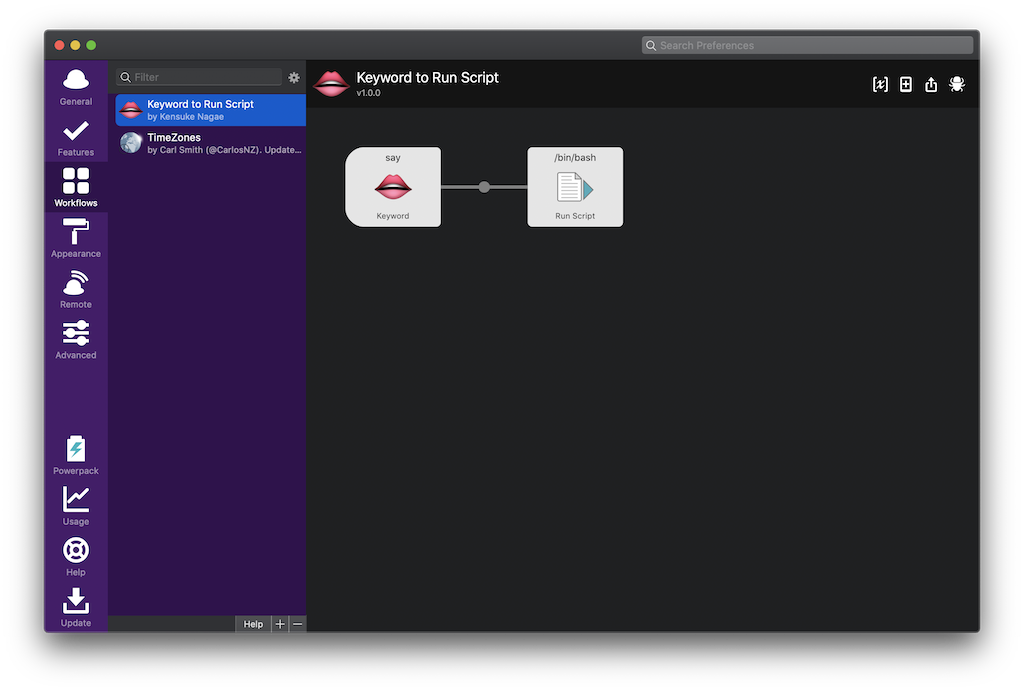 Search Preferences
General
Features
Workflows
Appearance
Remote
Advanced
Powerpack
Usage
Help
Update
Filter
Keyword to Run Script
by Kensuke Nagae
TimeZones
by Carl Smith (@CarlosNZ). Update...
Help
Keyword to Run Script
v1.0.0
say
Keyword
/bin/bash
Run Script